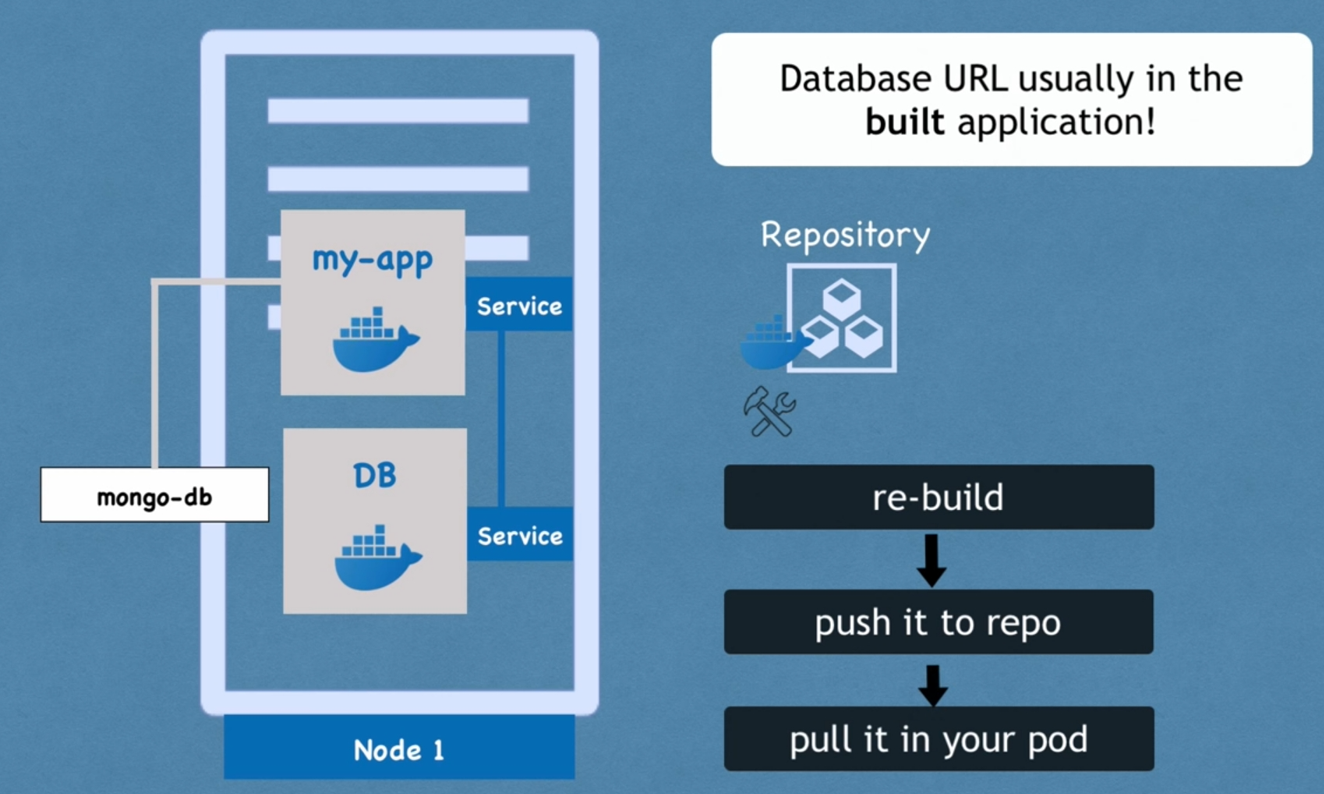 Database URL usually in the
built application!
Repository
my-app
Service
mongo-db
DB
Service
Node 1
re-build
push it to repo
pull it in your pod